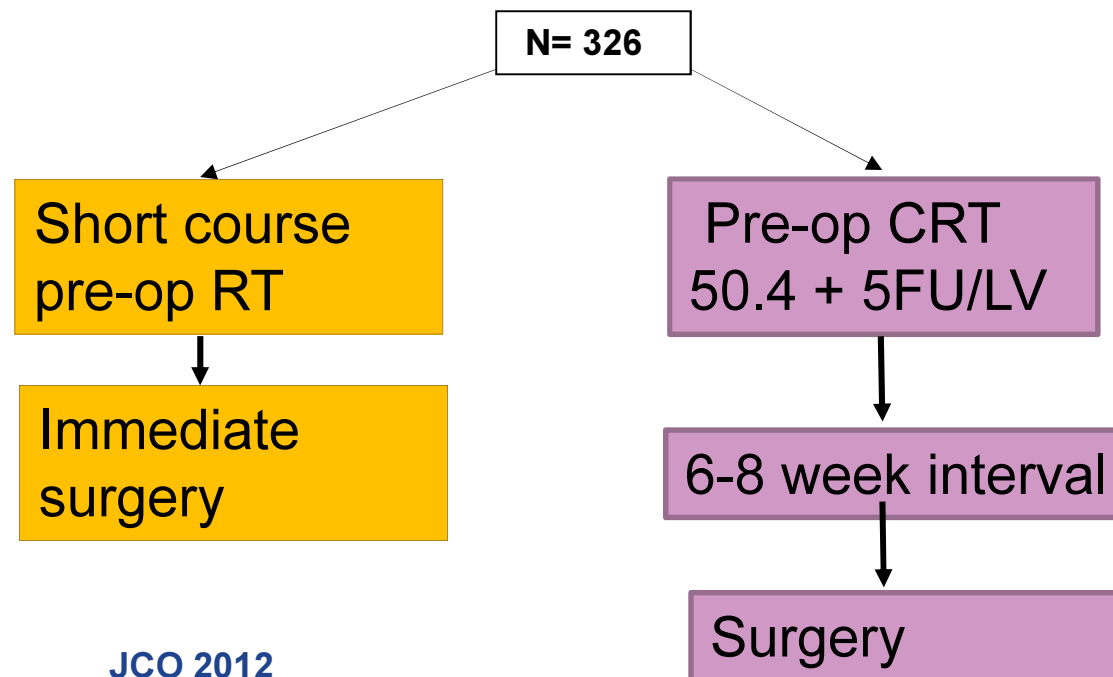 N= 326
Short course
pre-op RT
Pre-op CRT
50.4 + 5FU/LV
Immediate
surgery
6-8 week interval
Surgery
JCO 2012